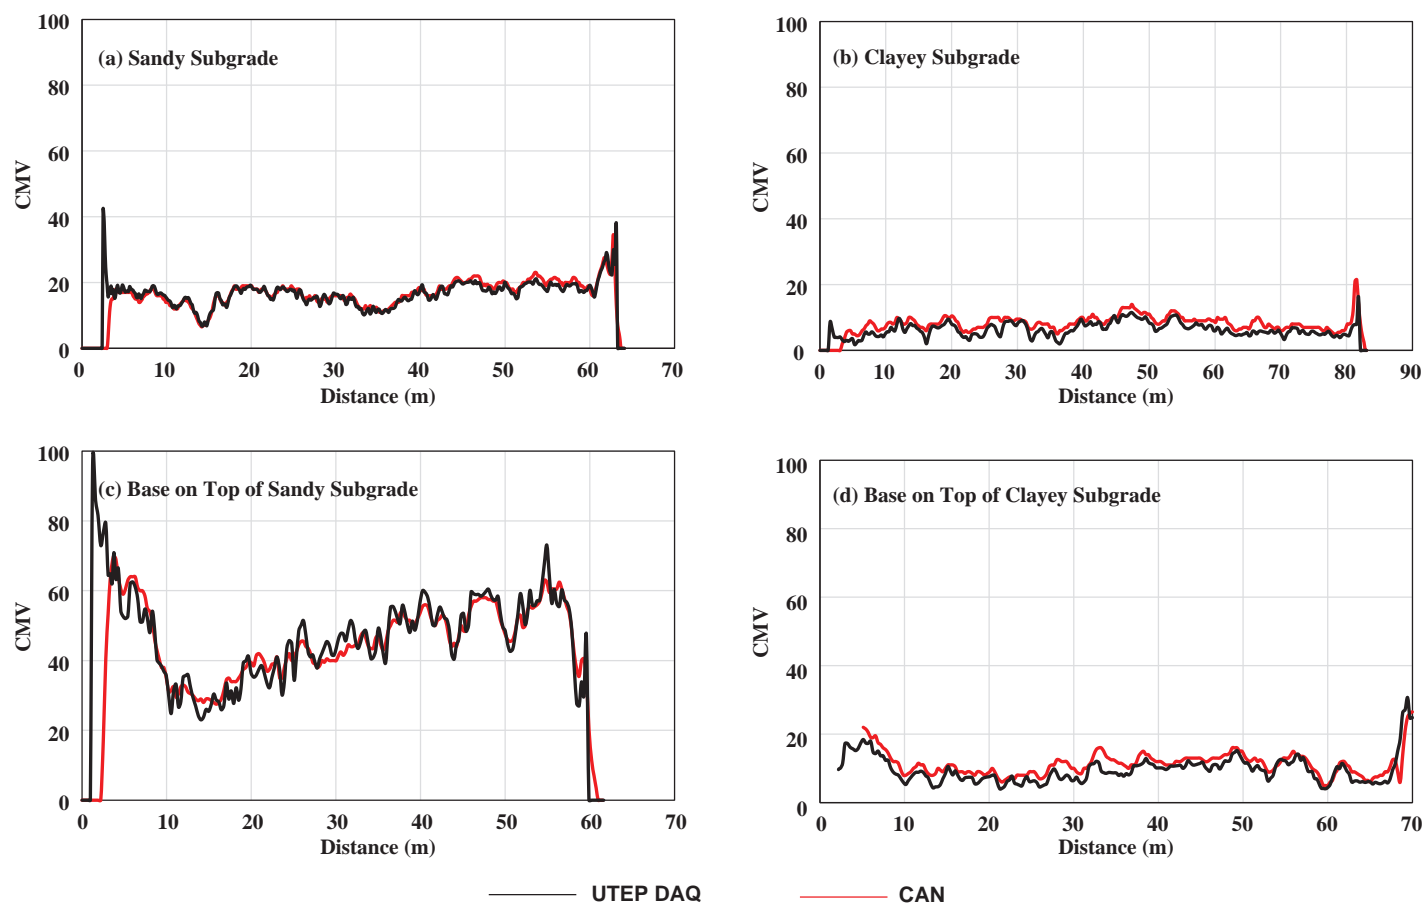 100
80
60
40
20
0
CMV
(a) Sandy Subgrade
0 10 20 30 40 50 60 70
Distance (m)
100
80
60
40
20
0
CMV
(b) Clayey Subgrade
0 10 20 30 40 50 60 70 80 90
Distance (m)
100
80
60
40
20
0
CMV
(c) Base on Top of Sandy Subgrade
0 10 20 30 40 50 60 70
Distance (m)
100
80
60
40
20
0
CMV
(d) Base on Top of Clayey Subgrade
0 10 20 30 40 50 60 70
Distance (m)
UTEP DAQ CAN